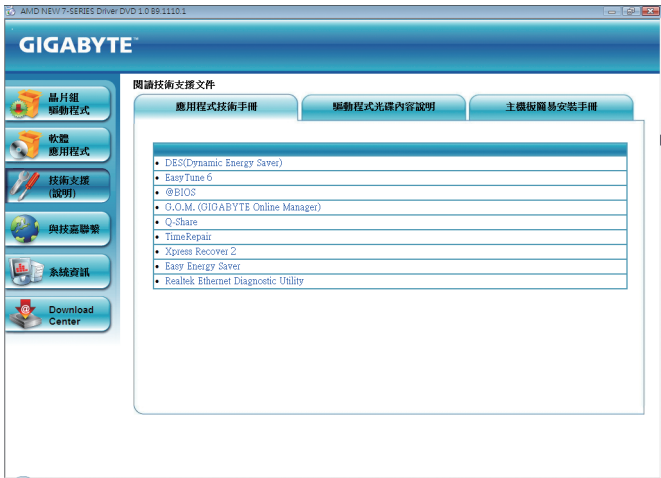 AMD NEW 7-SERIES Driver DVD 1.0 B9.1110.1
GIGABYTE™
晶片組
驅動程式
軟體
應用程式
技術支援
(說明)
與技嘉聯繫
系統資訊
Download
Center
閱讀技術支援文件
應用程式技術手冊
驅動程式光碟內容說明
主機板簡易安裝手冊
• DES(Dynamic Energy Saver)
• EasyTune 6
• @BIOS
• G.O.M. (GIGABYTE Online Manager)
• Q-Share
• TimeRepair
• Xpress Recover 2
• Easy Energy Saver
• Realtek Ethernet Diagnostic Utility